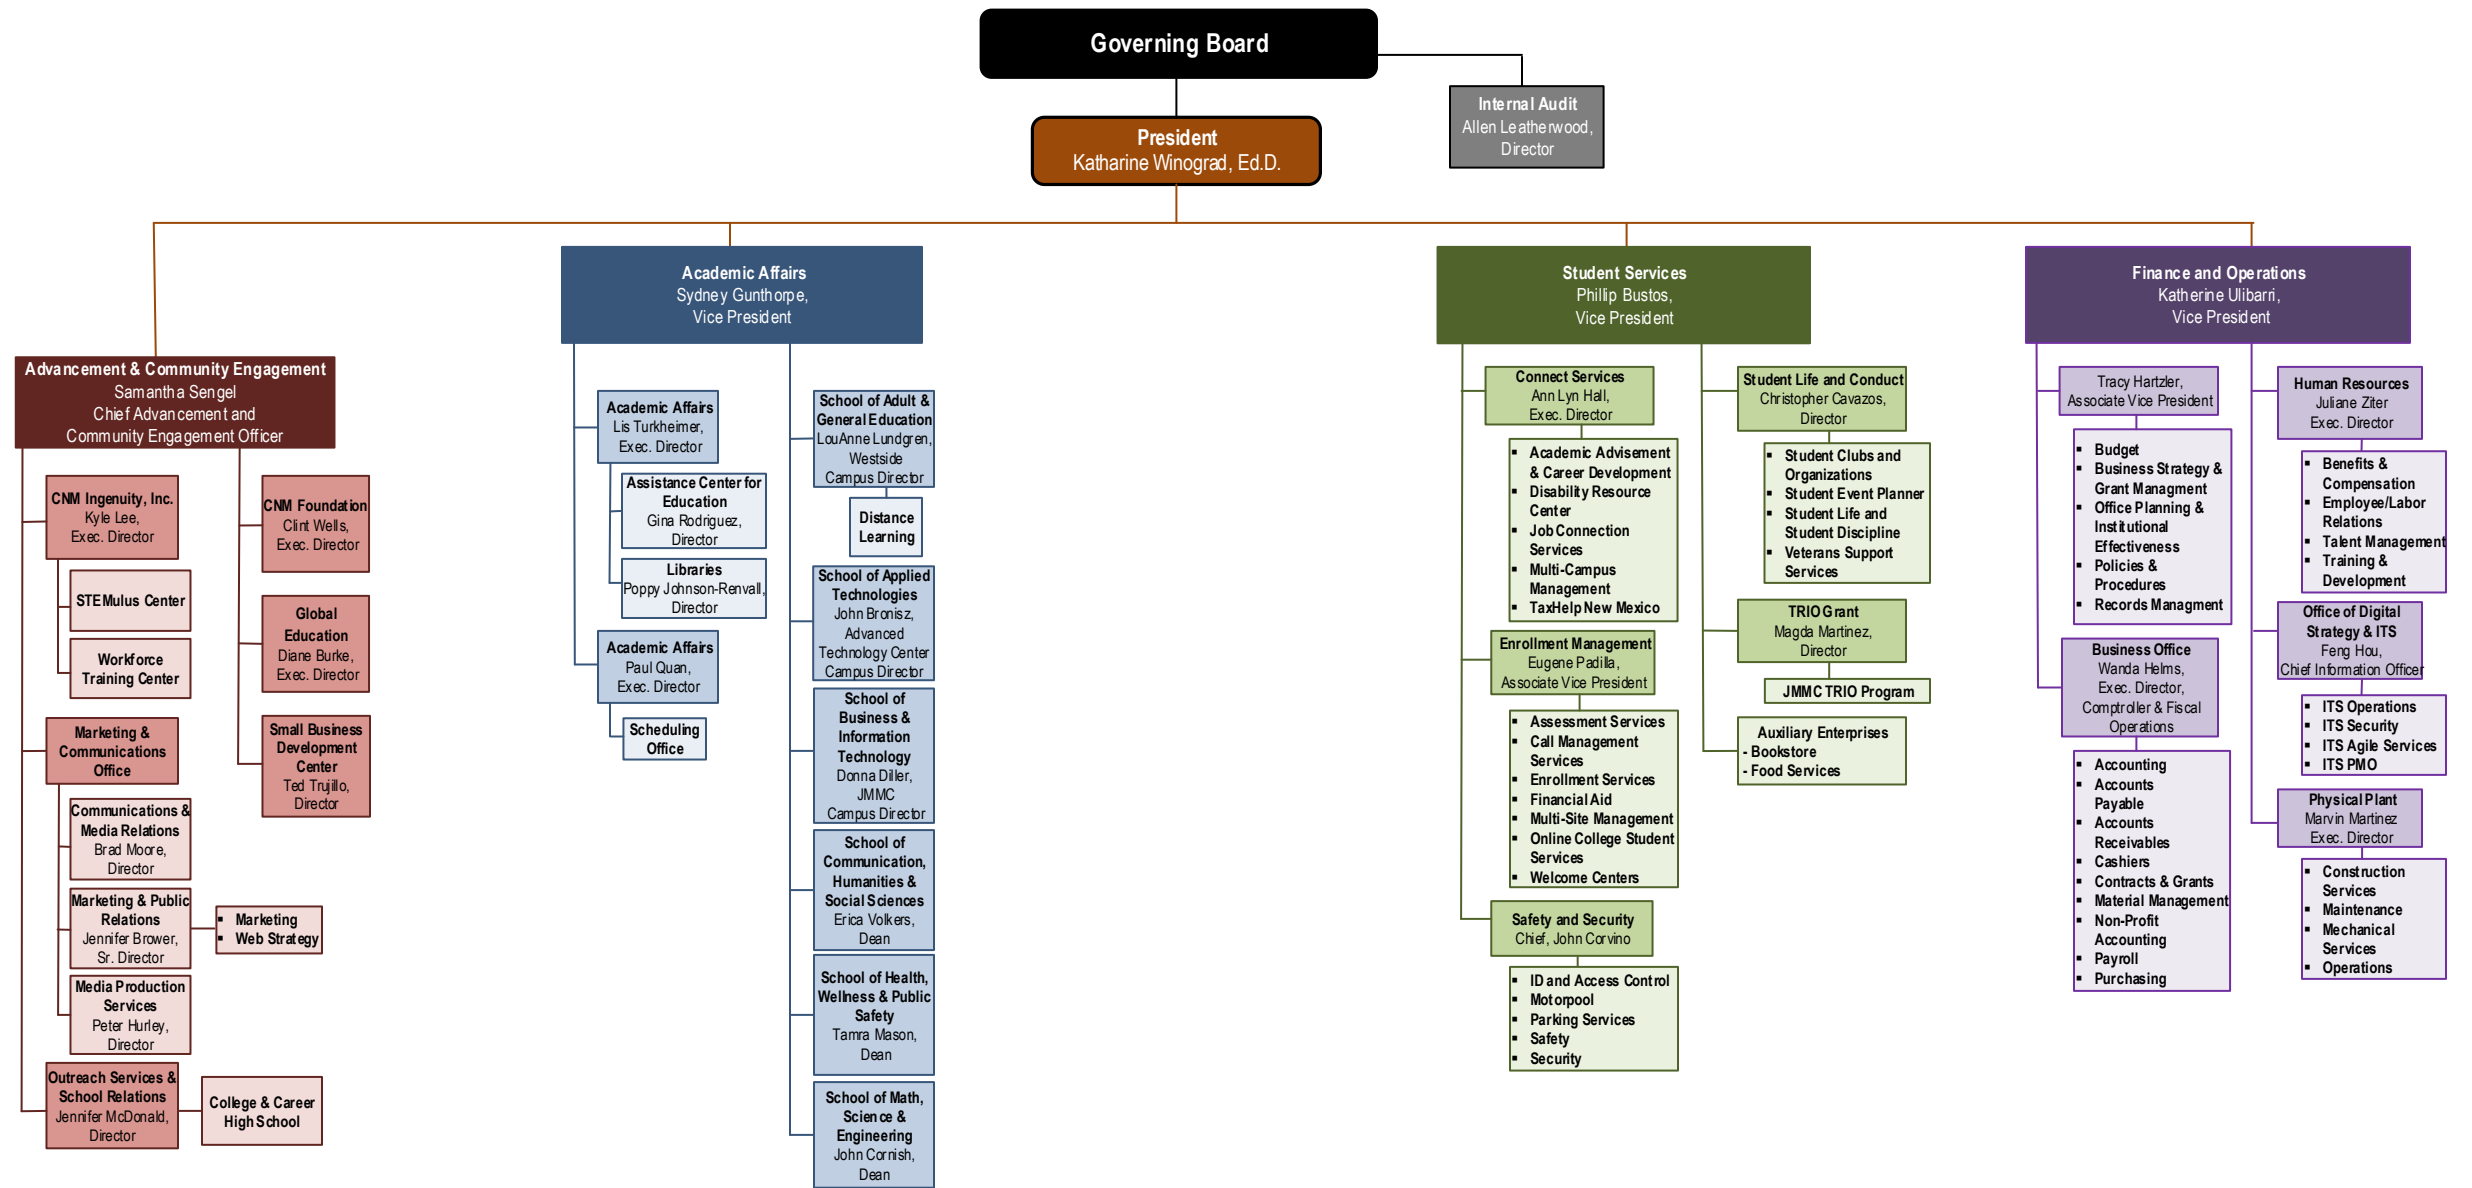 Governing Board
Internal Audit
Allen Leatherwood,
Director
President
Katharine Winograd, Ed.D.
Advancement & Community Engagement
Samantha Sengel
Chief Advancement and
Community Engagement Officer
CNM Ingenuity, Inc.
Kyle Lee,
Exec. Director
STEMulus Center
Workforce
Training Center
Marketing &
Communications
Office
Communications &
Media Relations
Brad Moore,
Director
Marketing & Public
Relations
Jennifer Brower,
Sr. Director
▪ Marketing
▪ Web Strategy
Media Production
Services
Peter Hurley,
Director
Outreach Services &
School Relations
Jennifer McDonald,
Director
College & Career
High School
CNM Foundation
Clint Wells,
Exec. Director
Global
Education
Diane Burke,
Exec. Director
Small Business
Development
Center
Ted Trujillo,
Director
Academic Affairs
Sydney Gunthorpe,
Vice President
Academic Affairs
Lis Turkheimer,
Exec. Director
Assistance Center for
Education
Gina Rodriguez,
Director
Libraries
Poppy Johnson-Renvall,
Director
Academic Affairs
Paul Quan,
Exec. Director
Scheduling
Office
School of Adult &
General Education
LouAnne Lundgren,
Westside
Campus Director
Distance
Learning
School of Applied
Technologies
John Bronisz,
Advanced
Technology Center
Campus Director
School of
Business &
Information
Technology
Donna Diller,
JMMC
Campus Director
School of
Communication,
Humanities &
Social Sciences
Erica Volkers,
Dean
School of Health,
Wellness & Public
Safety
Tamra Mason,
Dean
School of Math,
Science &
Engineering
John Cornish,
Dean
Student Services
Phillip Bustos,
Vice President
Connect Services
Ann Lyn Hall,
Exec. Director
▪ Academic Advisement
& Career Development
▪ Disability Resource
Center
▪ Job Connection
Services
▪ Multi-Campus
Management
▪ TaxHelp New Mexico
Enrollment Management
Eugene Padilla,
Associate Vice President
▪ Assessment Services
▪ Call Management
Services
▪ Enrollment Services
▪ Financial Aid
▪ Multi-Site Management
▪ Online College Student
Services
▪ Welcome Centers
Safety and Security
Chief, John Corvino
▪ ID and Access Control
▪ Motorpool
▪ Parking Services
▪ Safety
▪ Security
Student Life and Conduct
Christopher Cavazos,
Director
▪ Student Clubs and
Organizations
▪ Student Event Planner
▪ Student Life and
Student Discipline
▪ Veterans Support
Services
TRIO Grant
Magda Martinez,
Director
JMMC TRIO Program
Auxiliary Enterprises
- Bookstore
- Food Services
Finance and Operations
Katherine Ulibarri,
Vice President
Tracy Hartzler,
Associate Vice President
▪ Budget
▪ Business Strategy &
Grant Managment
▪ Office Planning &
Institutional
Effectiveness
▪ Policies &
Procedures
▪ Records Managment
Business Office
Wanda Helms,
Exec. Director,
Comptroller & Fiscal
Operations
▪ Accounting
▪ Accounts
Payable
▪ Accounts
Receivables
▪ Cashiers
▪ Contracts & Grants
▪ Material Management
▪ Non-Profit
Accounting
▪ Payroll
▪ Purchasing
Human Resources
Juliane Ziter
Exec. Director
▪ Benefits &
Compensation
▪ Employee/Labor
Relations
▪ Talent Management
▪ Training &
Development
Office of Digital
Strategy & ITS
Feng Hou,
Chief Information Officer
▪ ITS Operations
▪ ITS Security
▪ ITS Agile Services
▪ ITS PMO
Physical Plant
Marvin Martinez
Exec. Director
▪ Construction
Services
▪ Maintenance
▪ Mechanical
Services
▪ Operations